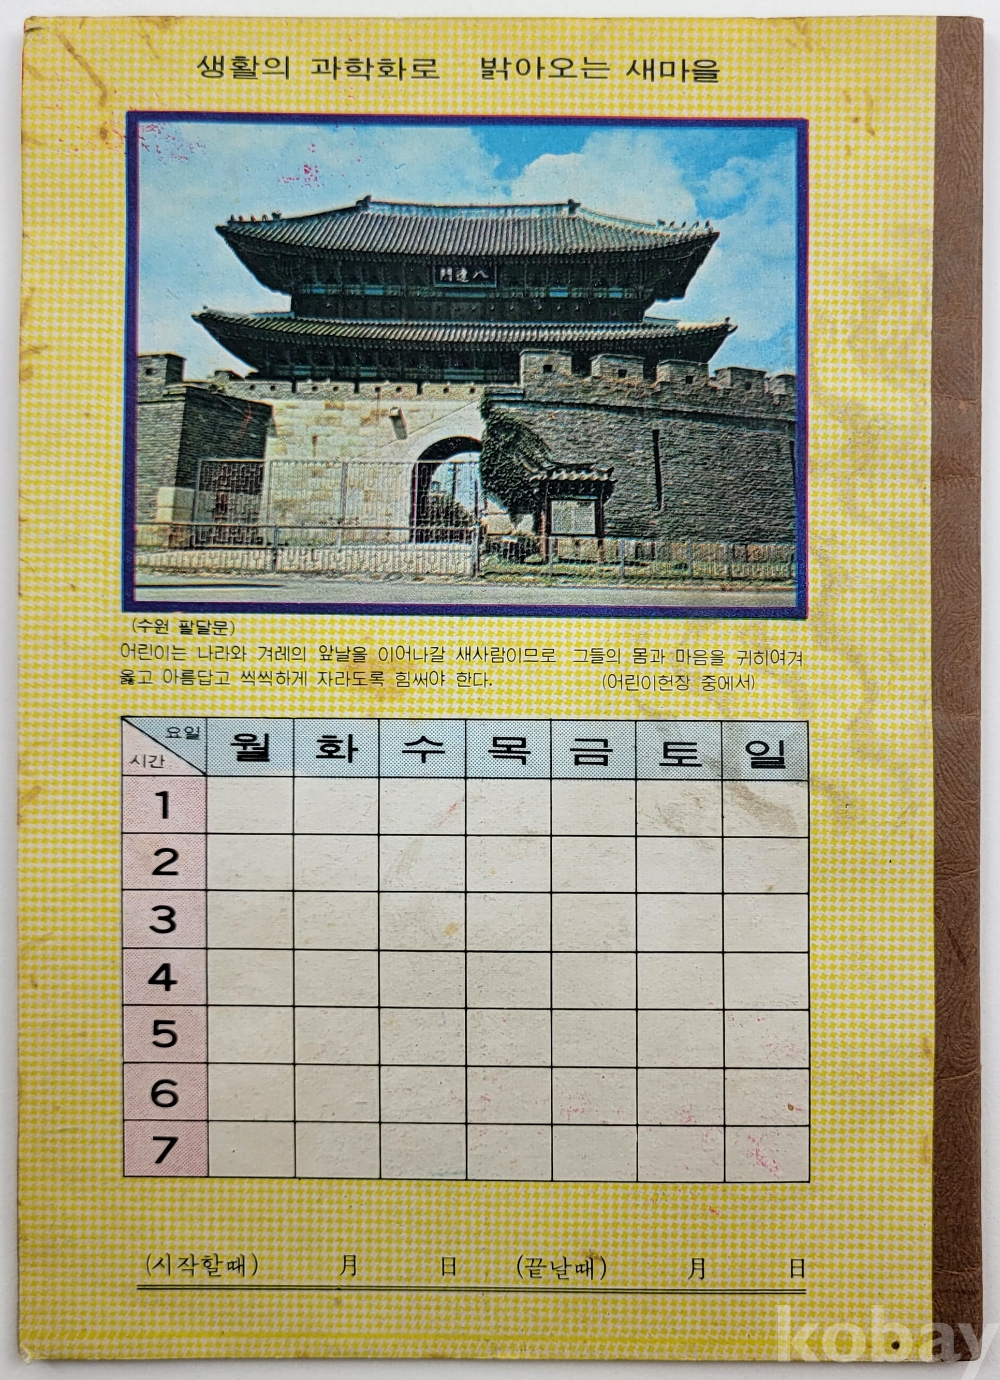 생활의 과학화로 밝아오는 새마을
門達八
(수원 팔달문)
어린이는 나라와 겨레의 앞날을 이어나갈 새사람이므로 그들의 몸과 마음을 귀히여겨
옳고 아름답고 씩씩하게 자라도록 힘써야 한다. (어린이헌장 중에서)
요일 월 화 수 목 금 토 일
시간
1
2
3
4
5
6
7
(시작할때) 月 日 (끝날때) 月 日
kobay